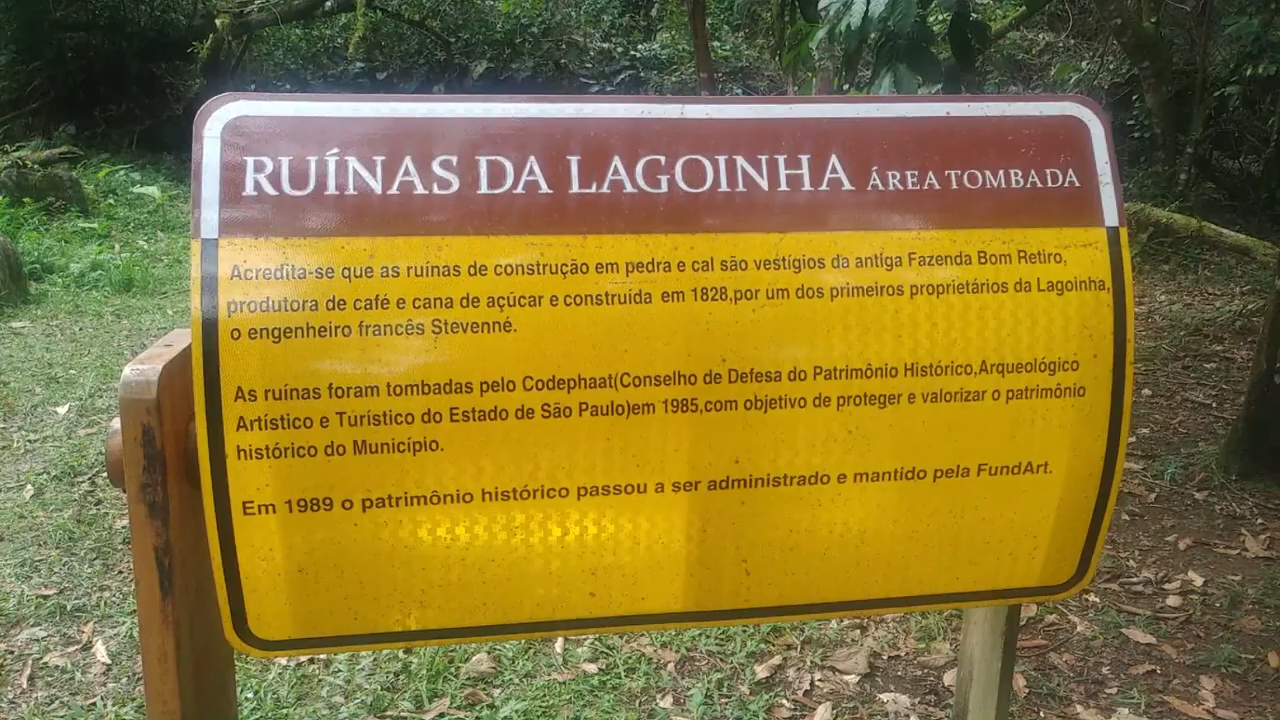 RUÍNAS DA LAGOINHA ÁREA TOMBADA
Acredita-se que as ruínas de construção em pedra e cal são vestígios da antiga Fazenda Bom Retiro,
produtora de café e cana de açúcar e construída em 1828,por um dos primeiros proprietários da Lagoinha,
o engenheiro francês Stevenné.
As ruínas foram tombadas pelo Codephaat(Conselho de Defesa do Patrimônio Histórico,Arqueológico
Artístico e Turístico do Estado de São Paulo)em 1985,com objetivo de proteger e valorizar o patrimônio
histórico do Município.
Em 1989 o patrimônio histórico passou a ser administrado e mantido pela FundArt.